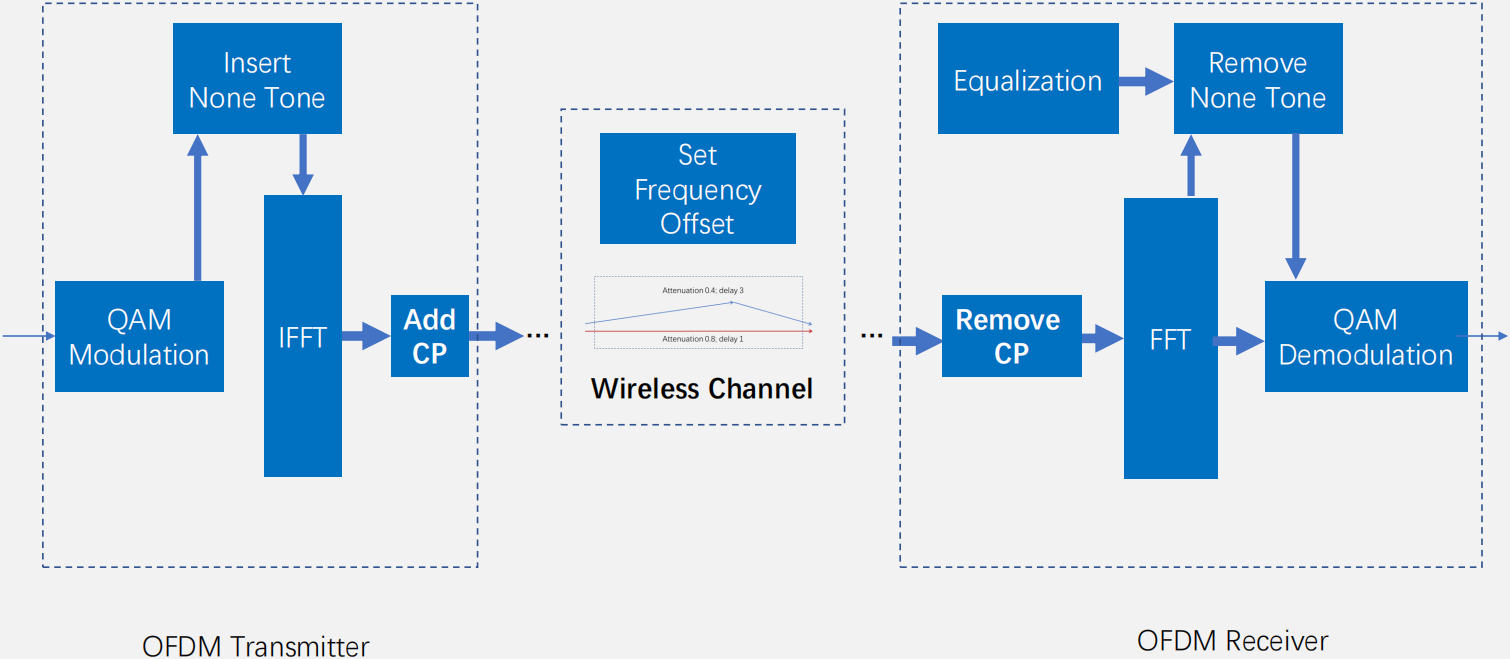 Insert
None Tone
QAM
Modulation
IFFT
Add
CP
...
OFDM Transmitter
Set
Frequency
Offset
Attenuation 0.4; delay 3
Attenuation 0.8; delay 1
Wireless Channel
...
Equalization
Remove
None Tone
Remove
CP
FFT
QAM
Demodulation
OFDM Receiver